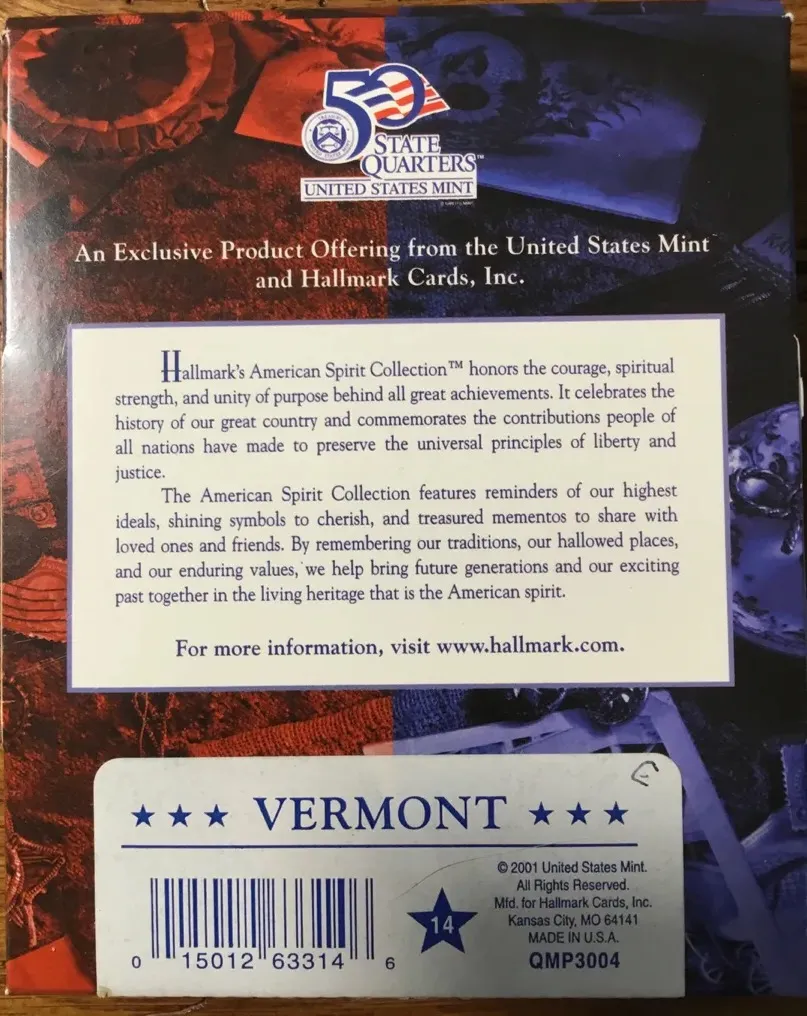 50
STATE
QUARTERS™
UNITED STATES MINT
An Exclusive Product Offering from the United States Mint
and Hallmark Cards, Inc.
Hallmark's American Spirit Collection™ honors the courage, spiritual
strength, and unity of purpose behind all great achievements. It celebrates the
history of our great country and commemorates the contributions people of
all nations have made to preserve the universal principles of liberty and
justice.
The American Spirit Collection features reminders of our highest
ideals, shining symbols to cherish, and treasured mementos to share with
loved ones and friends. By remembering our traditions, our hallowed places,
and our enduring values, we help bring future generations and our exciting
past together in the living heritage that is the American spirit.
For more information, visit www.hallmark.com.
★ ★ ★ VERMONT ★ ★ ★
© 2001 United States Mint.
All Rights Reserved.
Mfd. for Hallmark Cards, Inc.
Kansas City, MO 64141
MADE IN U.S.A.
QMP3004
14
0 15012 63314 6